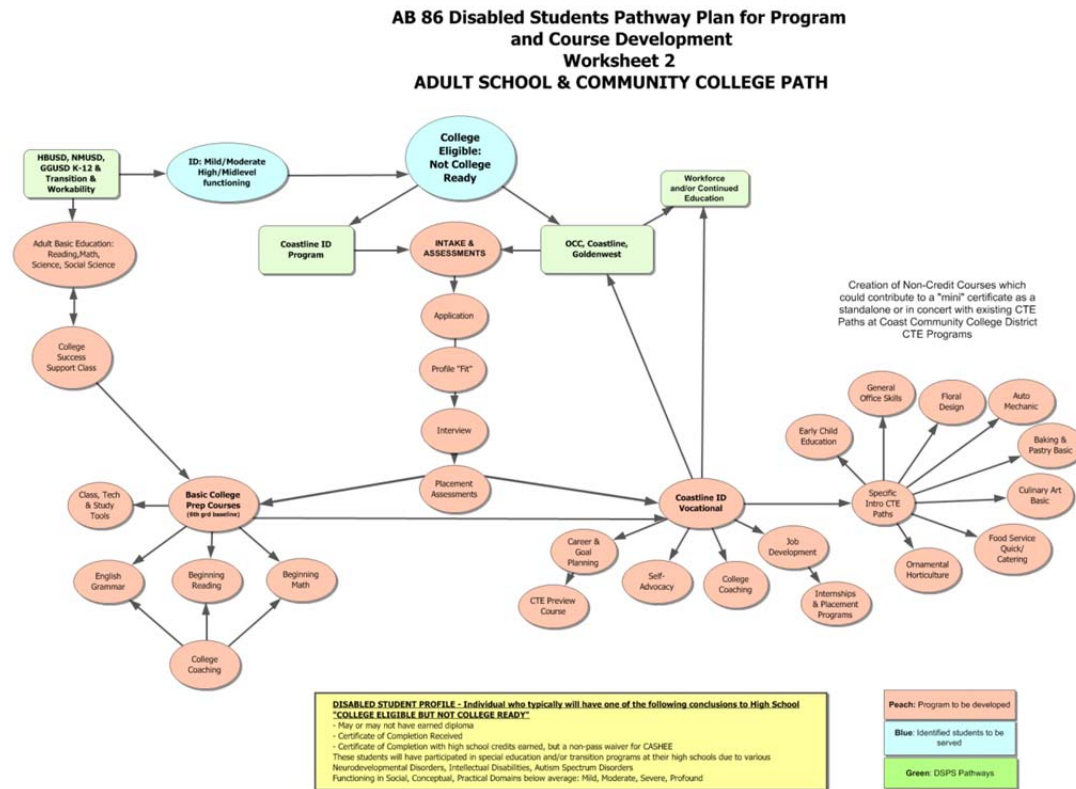 AB 86 Disabled Students Pathway Plan for Program
and Course Development
Worksheet 2
ADULT SCHOOL & COMMUNITY COLLEGE PATH
HBUSD, NMUSD,
GGUSD K-12 &
Transition &
Workability
ID: Mild/Moderate
High/Midlevel
functioning
College
Eligible:
Not College
Ready
Workforce
and/or Continued
Education
Adult Basic Education:
Reading,Math,
Science, Social Science
Coastline ID
Program
INTAKE &
ASSESSMENTS
OCC, Coastline,
Goldenwest
Creation of Non-Credit Courses which
could contribute to a "mini" certificate as a
standalone or in concert with existing CTE
Paths at Coast Community College District
CTE Programs
College
Success
Support Class
Application
Profile "Fit"
Interview
Placement
Assessments
General
Office Skills
Floral
Design
Auto
Mechanic
Early Child
Education
Baking &
Pastry Basic
Culinary Art
Basic
Class, Tech
& Study
Tools
Basic College
Prep Courses
(9th grd baseline)
Coastline ID
Vocational
Specific
Intro CTE
Paths
Food Service
Quick/
Catering
Ornamental
Horticulture
English
Grammar
Beginning
Reading
Beginning
Math
College
Coaching
Career &
Goal
Planning
CTE Preview
Course
Self-
Advocacy
College
Coaching
Job
Development
Internships
& Placement
Programs
DISABLED STUDENT PROFILE - Individual who typically will have one of the following conclusions to High School
"COLLEGE ELIGIBLE BUT NOT COLLEGE READY"
- May or may not have earned diploma
- Certificate of Completion Received
- Certificate of Completion with high school credits earned, but a non-pass waiver for CASHEE
These students will have participated in special education and/or transition programs at their high schools due to various
Neurodevelopmental Disorders, Intellectual Disabilities, Autism Spectrum Disorders
Functioning in Social, Conceptual, Practical Domains below average: Mild, Moderate, Severe, Profound
Peach: Program to be developed
Blue: Identified students to be
served
Green: DSPS Pathways